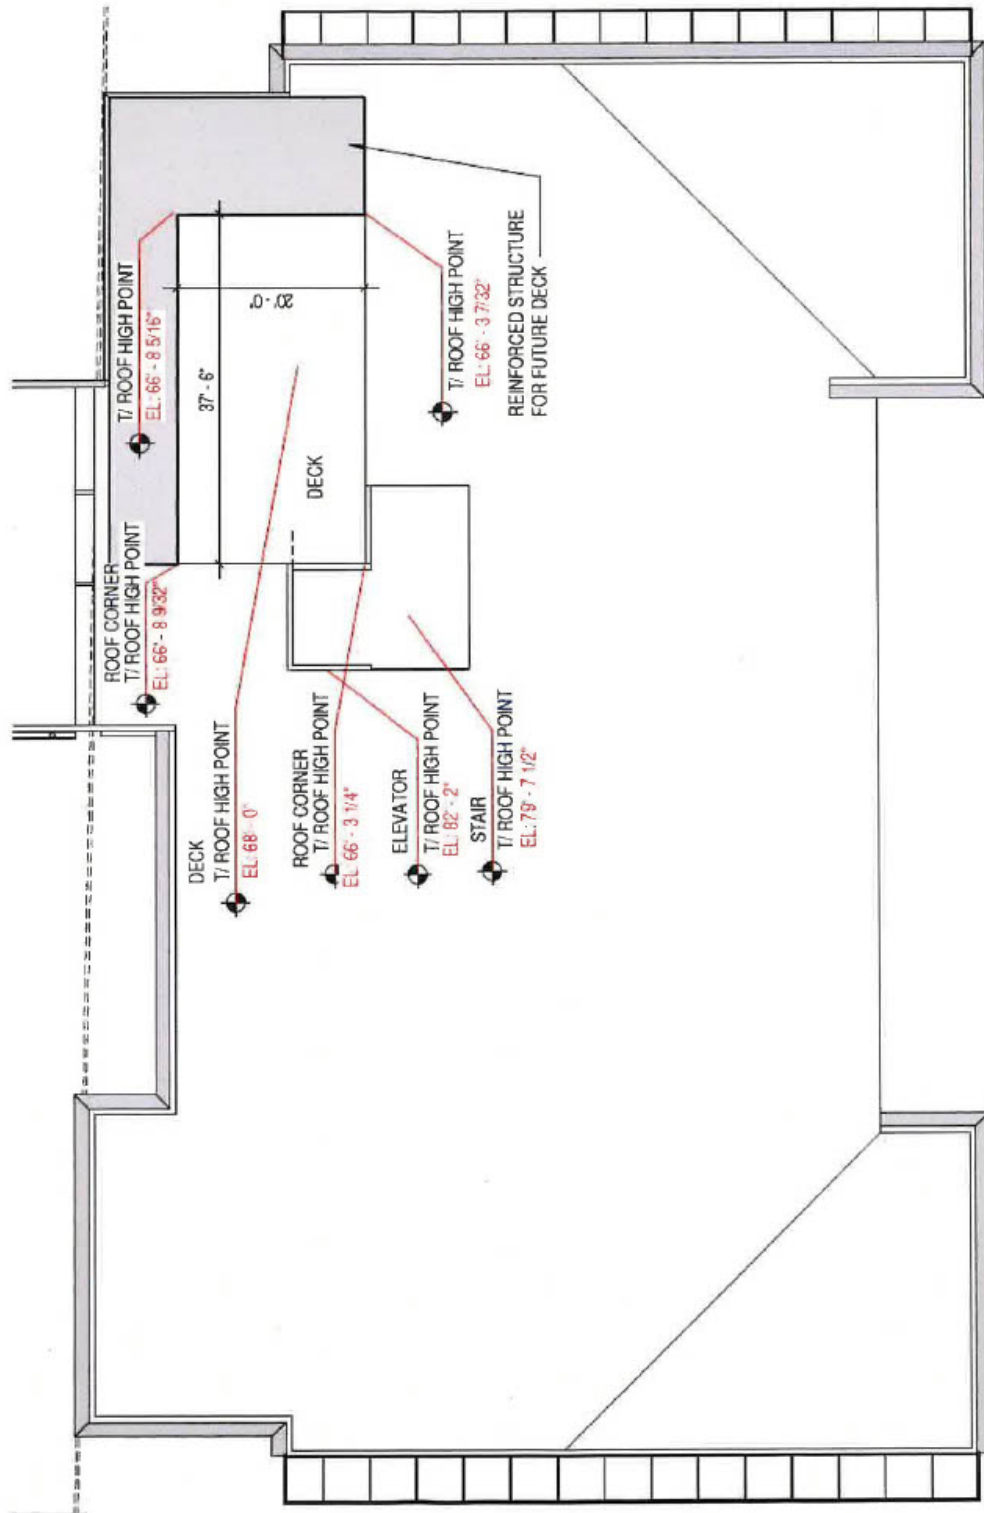 T/ ROOF HIGH POINT
EL: 66' - 8 5/16"
ROOF CORNER
T/ ROOF HIGH POINT
EL: 66' - 8 9/32"
37' - 6"
20' - 0"
DECK
T/ ROOF HIGH POINT
EL: 66' - 3 7/32"
REINFORCED STRUCTURE
FOR FUTURE DECK
DECK
T/ ROOF HIGH POINT
EL: 68' - 0"
ROOF CORNER
T/ ROOF HIGH POINT
EL: 66' - 3 1/4"
ELEVATOR
T/ ROOF HIGH POINT
EL: 82' - 2"
STAIR
T/ ROOF HIGH POINT
EL: 79' - 7 1/2"